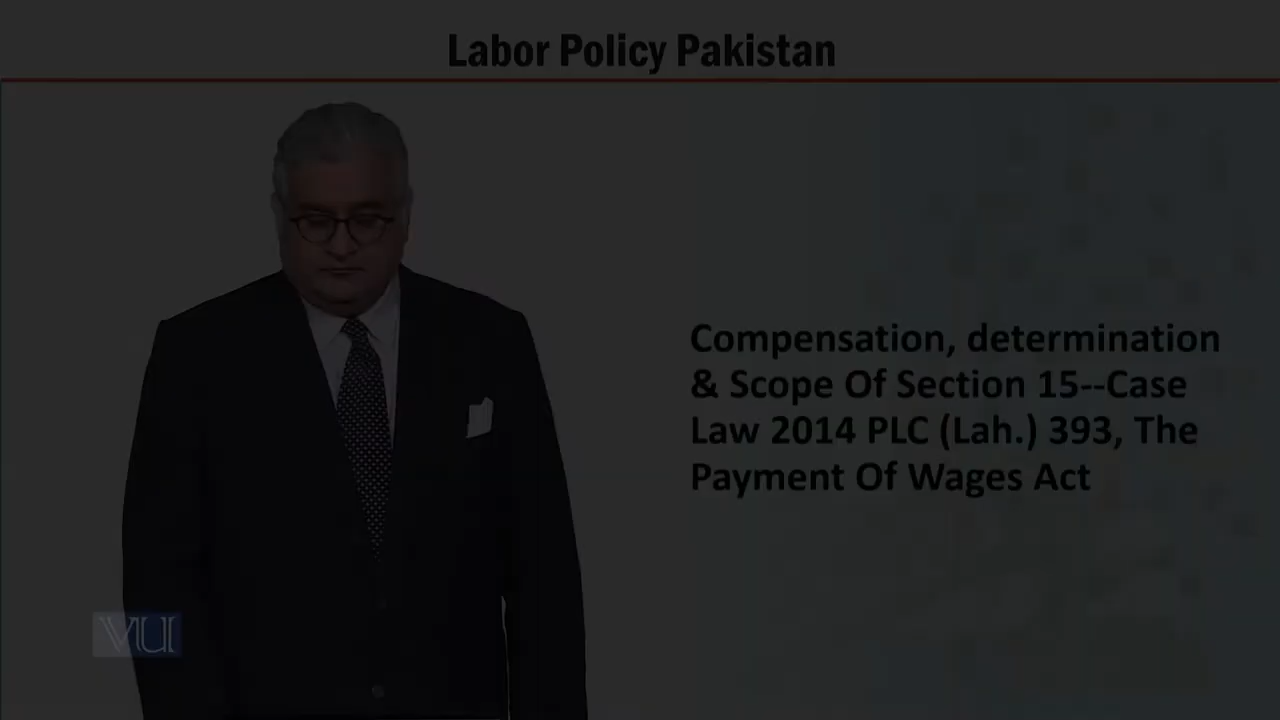 Labor Policy Pakistan
Compensation, determination
& Scope Of Section 15--Case
Law 2014 PLC (Lah.) 393, The
Payment Of Wages Act
VU